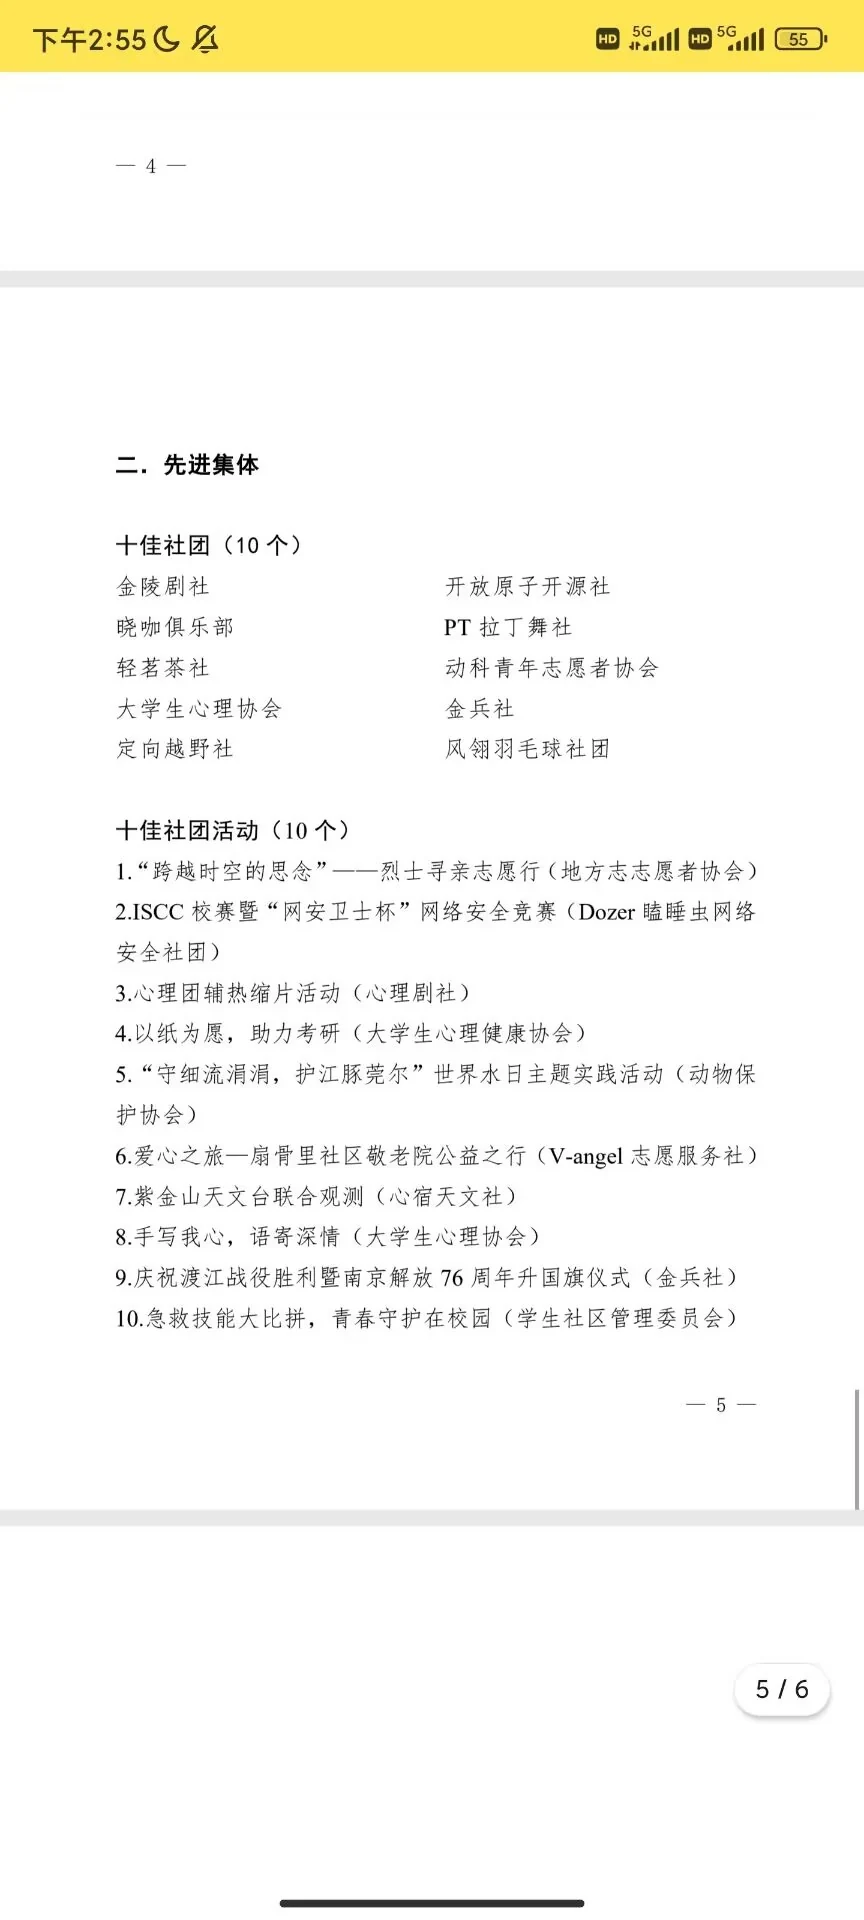 下午2:55
HD 5G HD 5G 55
— 4 —
二．先进集体
十佳社团（10 个）
金陵剧社 开放原子开源社
晓咖俱乐部 PT 拉丁舞社
轻茗茶社 动科青年志愿者协会
大学生心理协会 金兵社
定向越野社 风翎羽毛球社团
十佳社团活动（10 个）
1.“跨越时空的思念”——烈士寻亲志愿行（地方志志愿者协会）
2.ISCC 校赛暨“网安卫士杯”网络安全竞赛（Dozer 瞌睡虫网络
安全社团）
3.心理团辅热缩片活动（心理剧社）
4.以纸为愿，助力考研（大学生心理健康协会）
5.“守细流涓涓，护江豚莞尔”世界水日主题实践活动（动物保
护协会）
6.爱心之旅—扇骨里社区敬老院公益之行（V-angel 志愿服务社）
7.紫金山天文台联合观测（心宿天文社）
8.手写我心，语寄深情（大学生心理协会）
9.庆祝渡江战役胜利暨南京解放 76 周年升国旗仪式（金兵社）
10.急救技能大比拼，青春守护在校园（学生社区管理委员会）
— 5 —
5 / 6